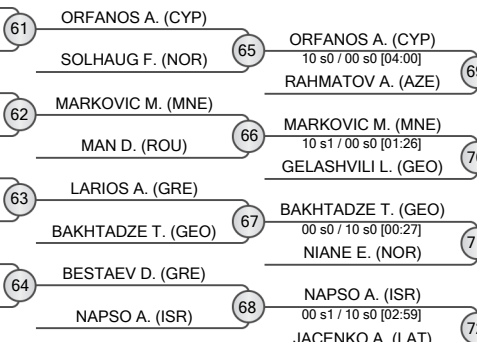 61
ORFANOS A. (CYP)
SOLHAUG F. (NOR)
65
ORFANOS A. (CYP)
10 s0 / 00 s0 [04:00]
RAHMATOV A. (AZE)
62
MARKOVIC M. (MNE)
MAN D. (ROU)
66
MARKOVIC M. (MNE)
10 s1 / 00 s0 [01:26]
GELASHVILI L. (GEO)
63
LARIOS A. (GRE)
BAKHTADZE T. (GEO)
67
BAKHTADZE T. (GEO)
00 s0 / 10 s0 [00:27]
NIANE E. (NOR)
64
BESTAEV D. (GRE)
NAPSO A. (ISR)
68
NAPSO A. (ISR)
00 s1 / 10 s0 [02:59]
JACENKO A. (LAT)